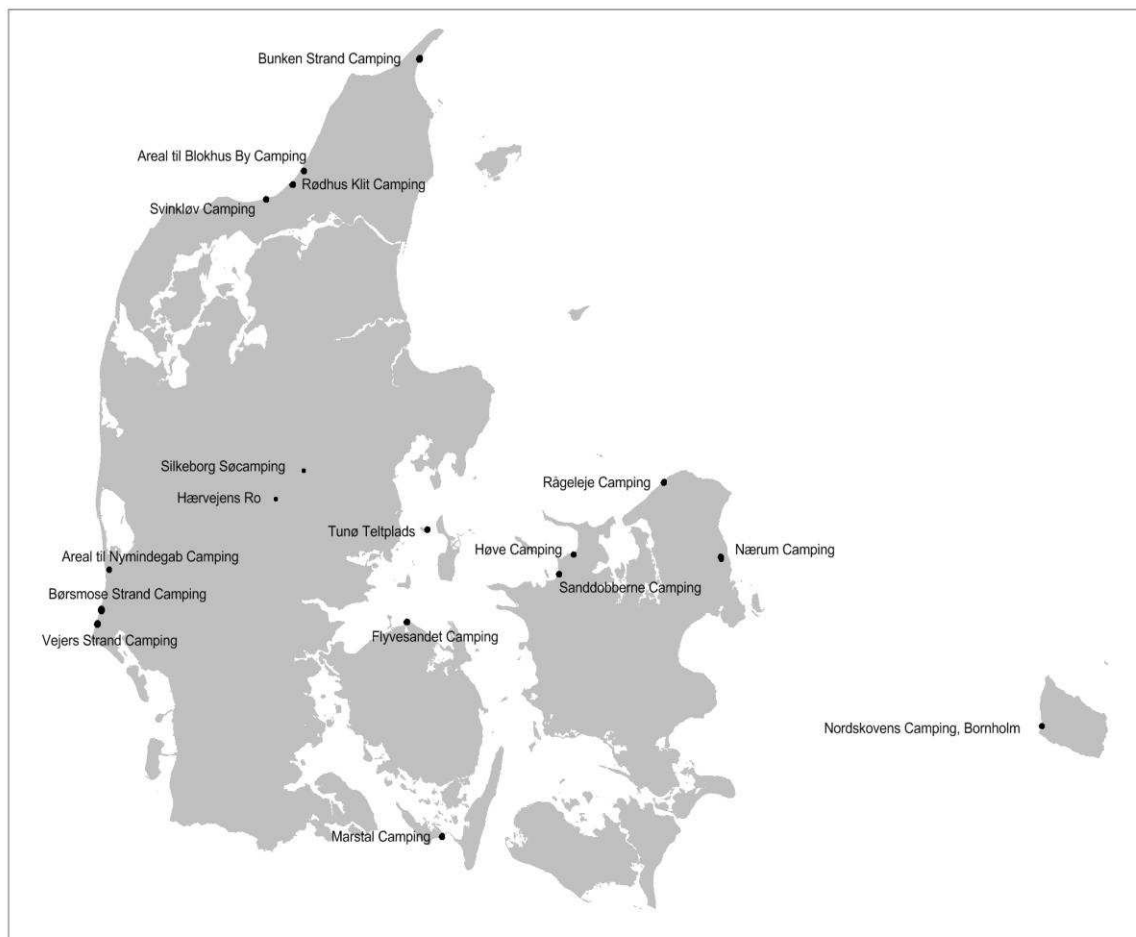 Bunken Strand Camping
Areal til Blokhus By Camping
Rødhus Klit Camping
Svinkløv Camping
Silkeborg Søcamping
Rågeleje Camping
Hærvejens Ro
Tunø Teltplads
Høve Camping
Nærum Camping
Areal til Nymindegab Camping
Sanddobberne Camping
Børsmose Strand Camping
Vejers Strand Camping
Flyvesandet Camping
Nordskovens Camping, Bornholm
Marstal Camping